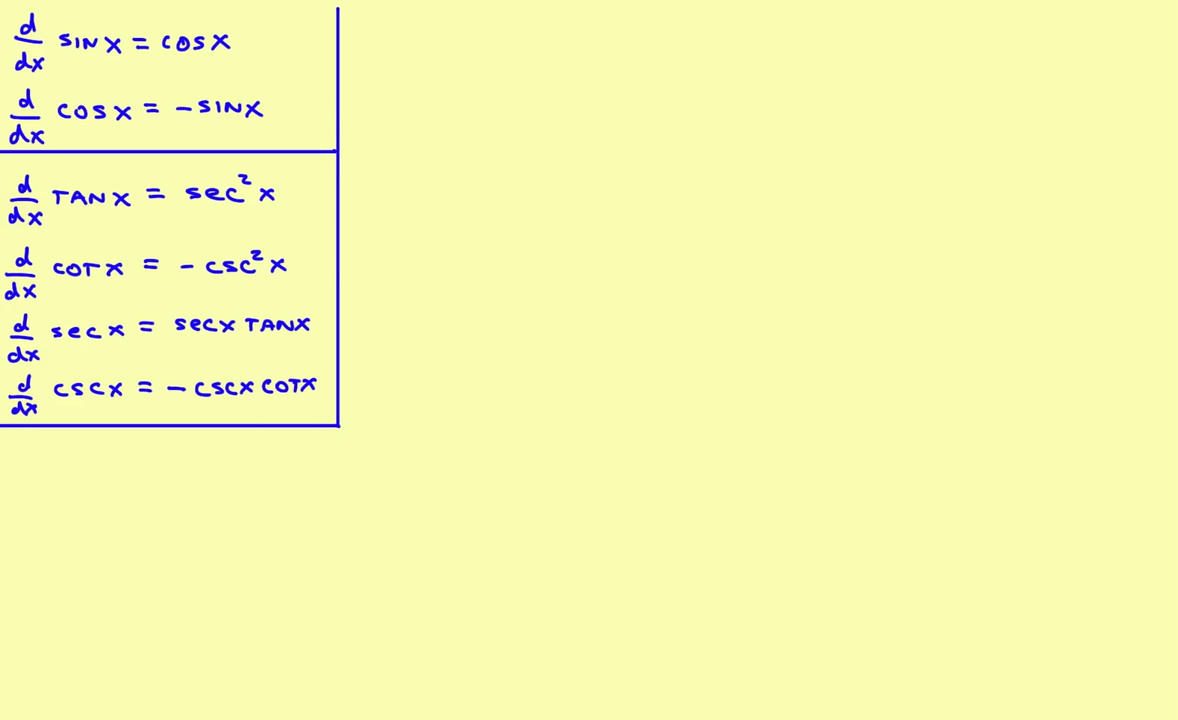 d/dx SIN X = COS X
d/dx COS X = - SIN X
d/dx TAN X = sec² x
d/dx COT X = - csc² x
d/dx sec x = secx TANX
d/dx CSC X = - CSCX COTX